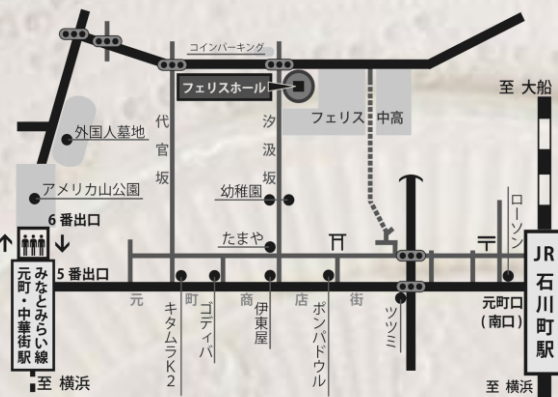 コインパーキング
フェリスホール
至 大船
代官坂
汐汲坂
フェリス 中高
外国人墓地
アメリカ山公園
幼稚園
ローソン
6番出口
たまや
〒
5番出口
みなとみらい線
元町・中華街駅
JR 石川町駅
元町商店街
元町口
(南口)
キタムラK2
ゴディバ
伊東屋
ポンパドウル
ツツミ
至 横浜
至 横浜